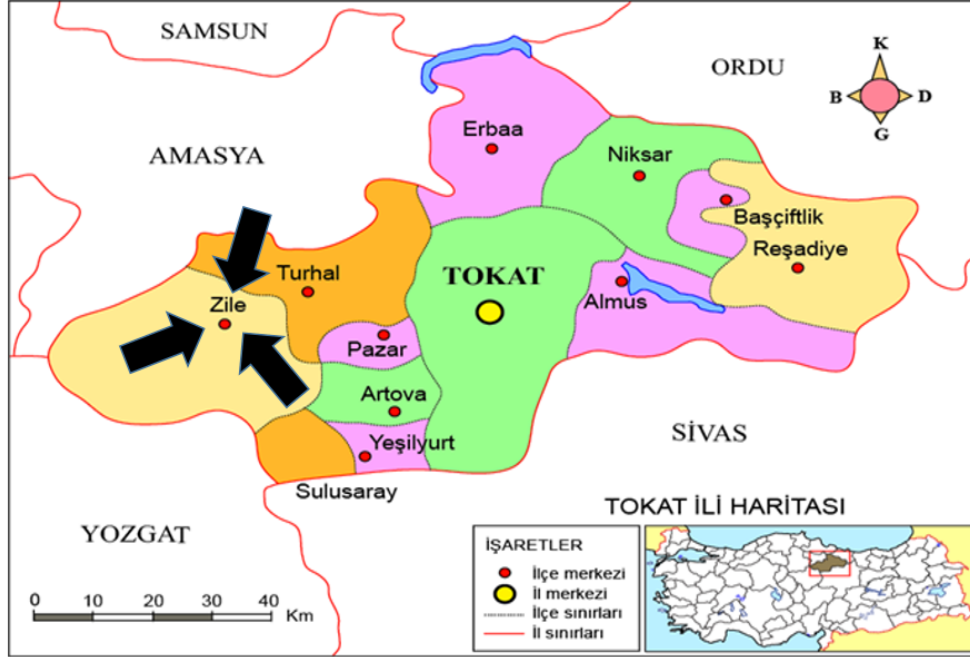 SAMSUN
ORDU
K
B D
G
AMASYA
Erbaa
Niksar
Başçiftlik
Reşadiye
Turhal
TOKAT
Almus
Zile
Pazar
Artova
Yeşilyurt
Sulusaray
SİVAS
YOZGAT
TOKAT İLİ HARİTASI
İŞARETLER
İlçe merkezi
İl merkezi
İlçe sınırları
İl sınırları
0 10 20 30 40 Km